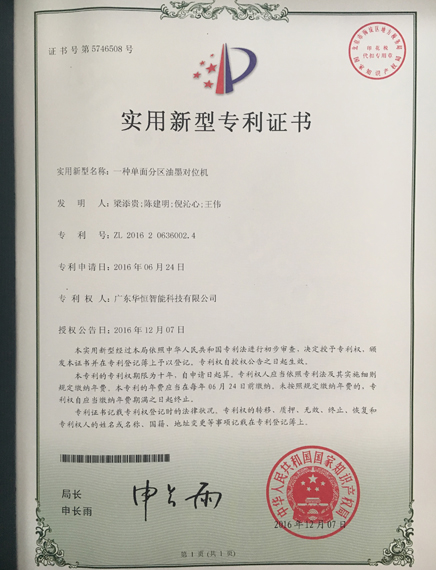 证书号第5746508号
实用新型专利证书
实用新型名称：一种单面分区油墨对位机
发 明 人：梁添贵;陈建明;倪沁心;王伟
专 利 号：ZL 2016 2 0636002.4
专利申请日：2016年06月24日
专 利 权 人：广东华恒智能科技有限公司
授权公告日：2016年12月07日
本实用新型经过本局依照中华人民共和国专利法进行初步审查，决定授予专利权，颁
发本证书并在专利登记簿上予以登记。专利权自授权公告之日起生效。
本专利的专利权期限为十年，自申请日起算。专利权人应当依照专利法及其实施细则
规定缴纳年费。本专利的年费应当在每年06月24日前缴纳。未按照规定缴纳年费的，专利
权自应当缴纳年费期满之日起终止。
专利证书记载专利权登记时的法律状况。专利权的转移、质押、无效、终止、恢复和
专利权人的姓名或名称、国籍、地址变更等事项记载在专利登记簿上。
局长
申长雨
申长雨
中华人民共和国国家知识产权局
2016年12月07日
第1页(共1页)